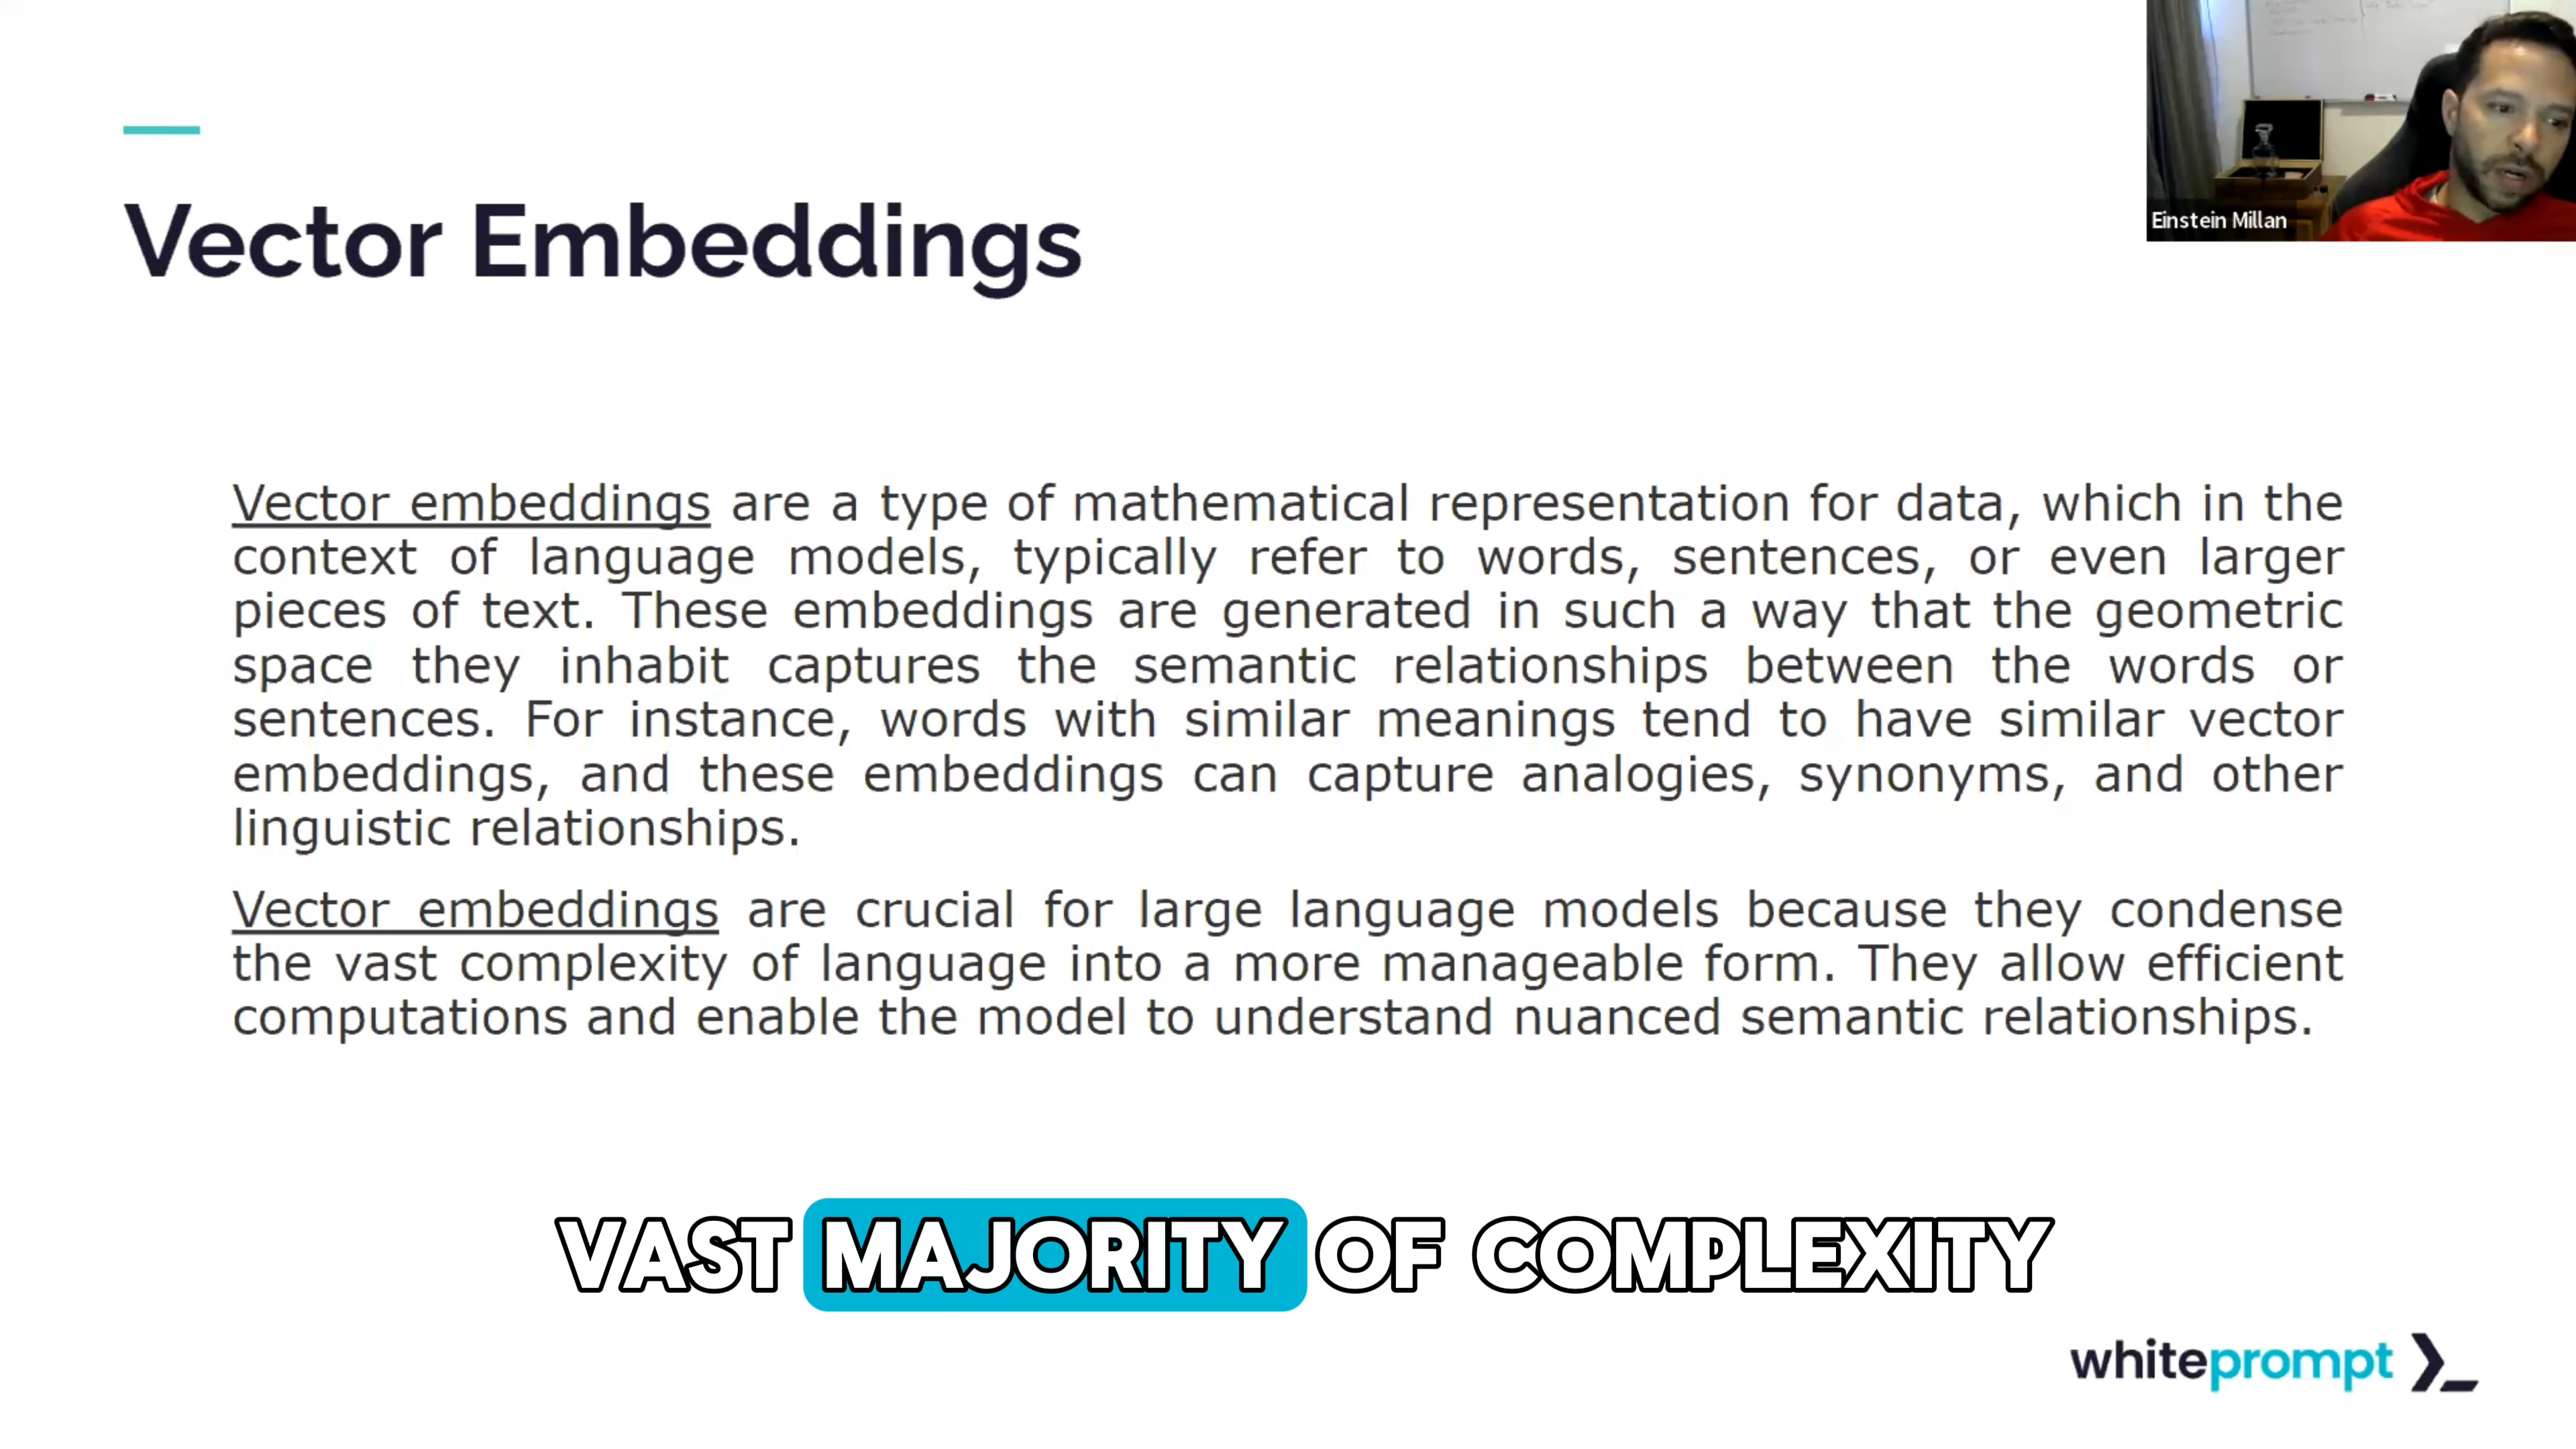 Vector Embeddings
Einstein Millan
Vector embeddings are a type of mathematical representation for data, which in the
context of language models, typically refer to words, sentences, or even larger
pieces of text. These embeddings are generated in such a way that the geometric
space they inhabit captures the semantic relationships between the words or
sentences. For instance, words with similar meanings tend to have similar vector
embeddings, and these embeddings can capture analogies, synonyms, and other
linguistic relationships.
Vector embeddings are crucial for large language models because they condense
the vast complexity of language into a more manageable form. They allow efficient
computations and enable the model to understand nuanced semantic relationships.
VAST MAJORITY OF COMPLEXITY
whiteprompt